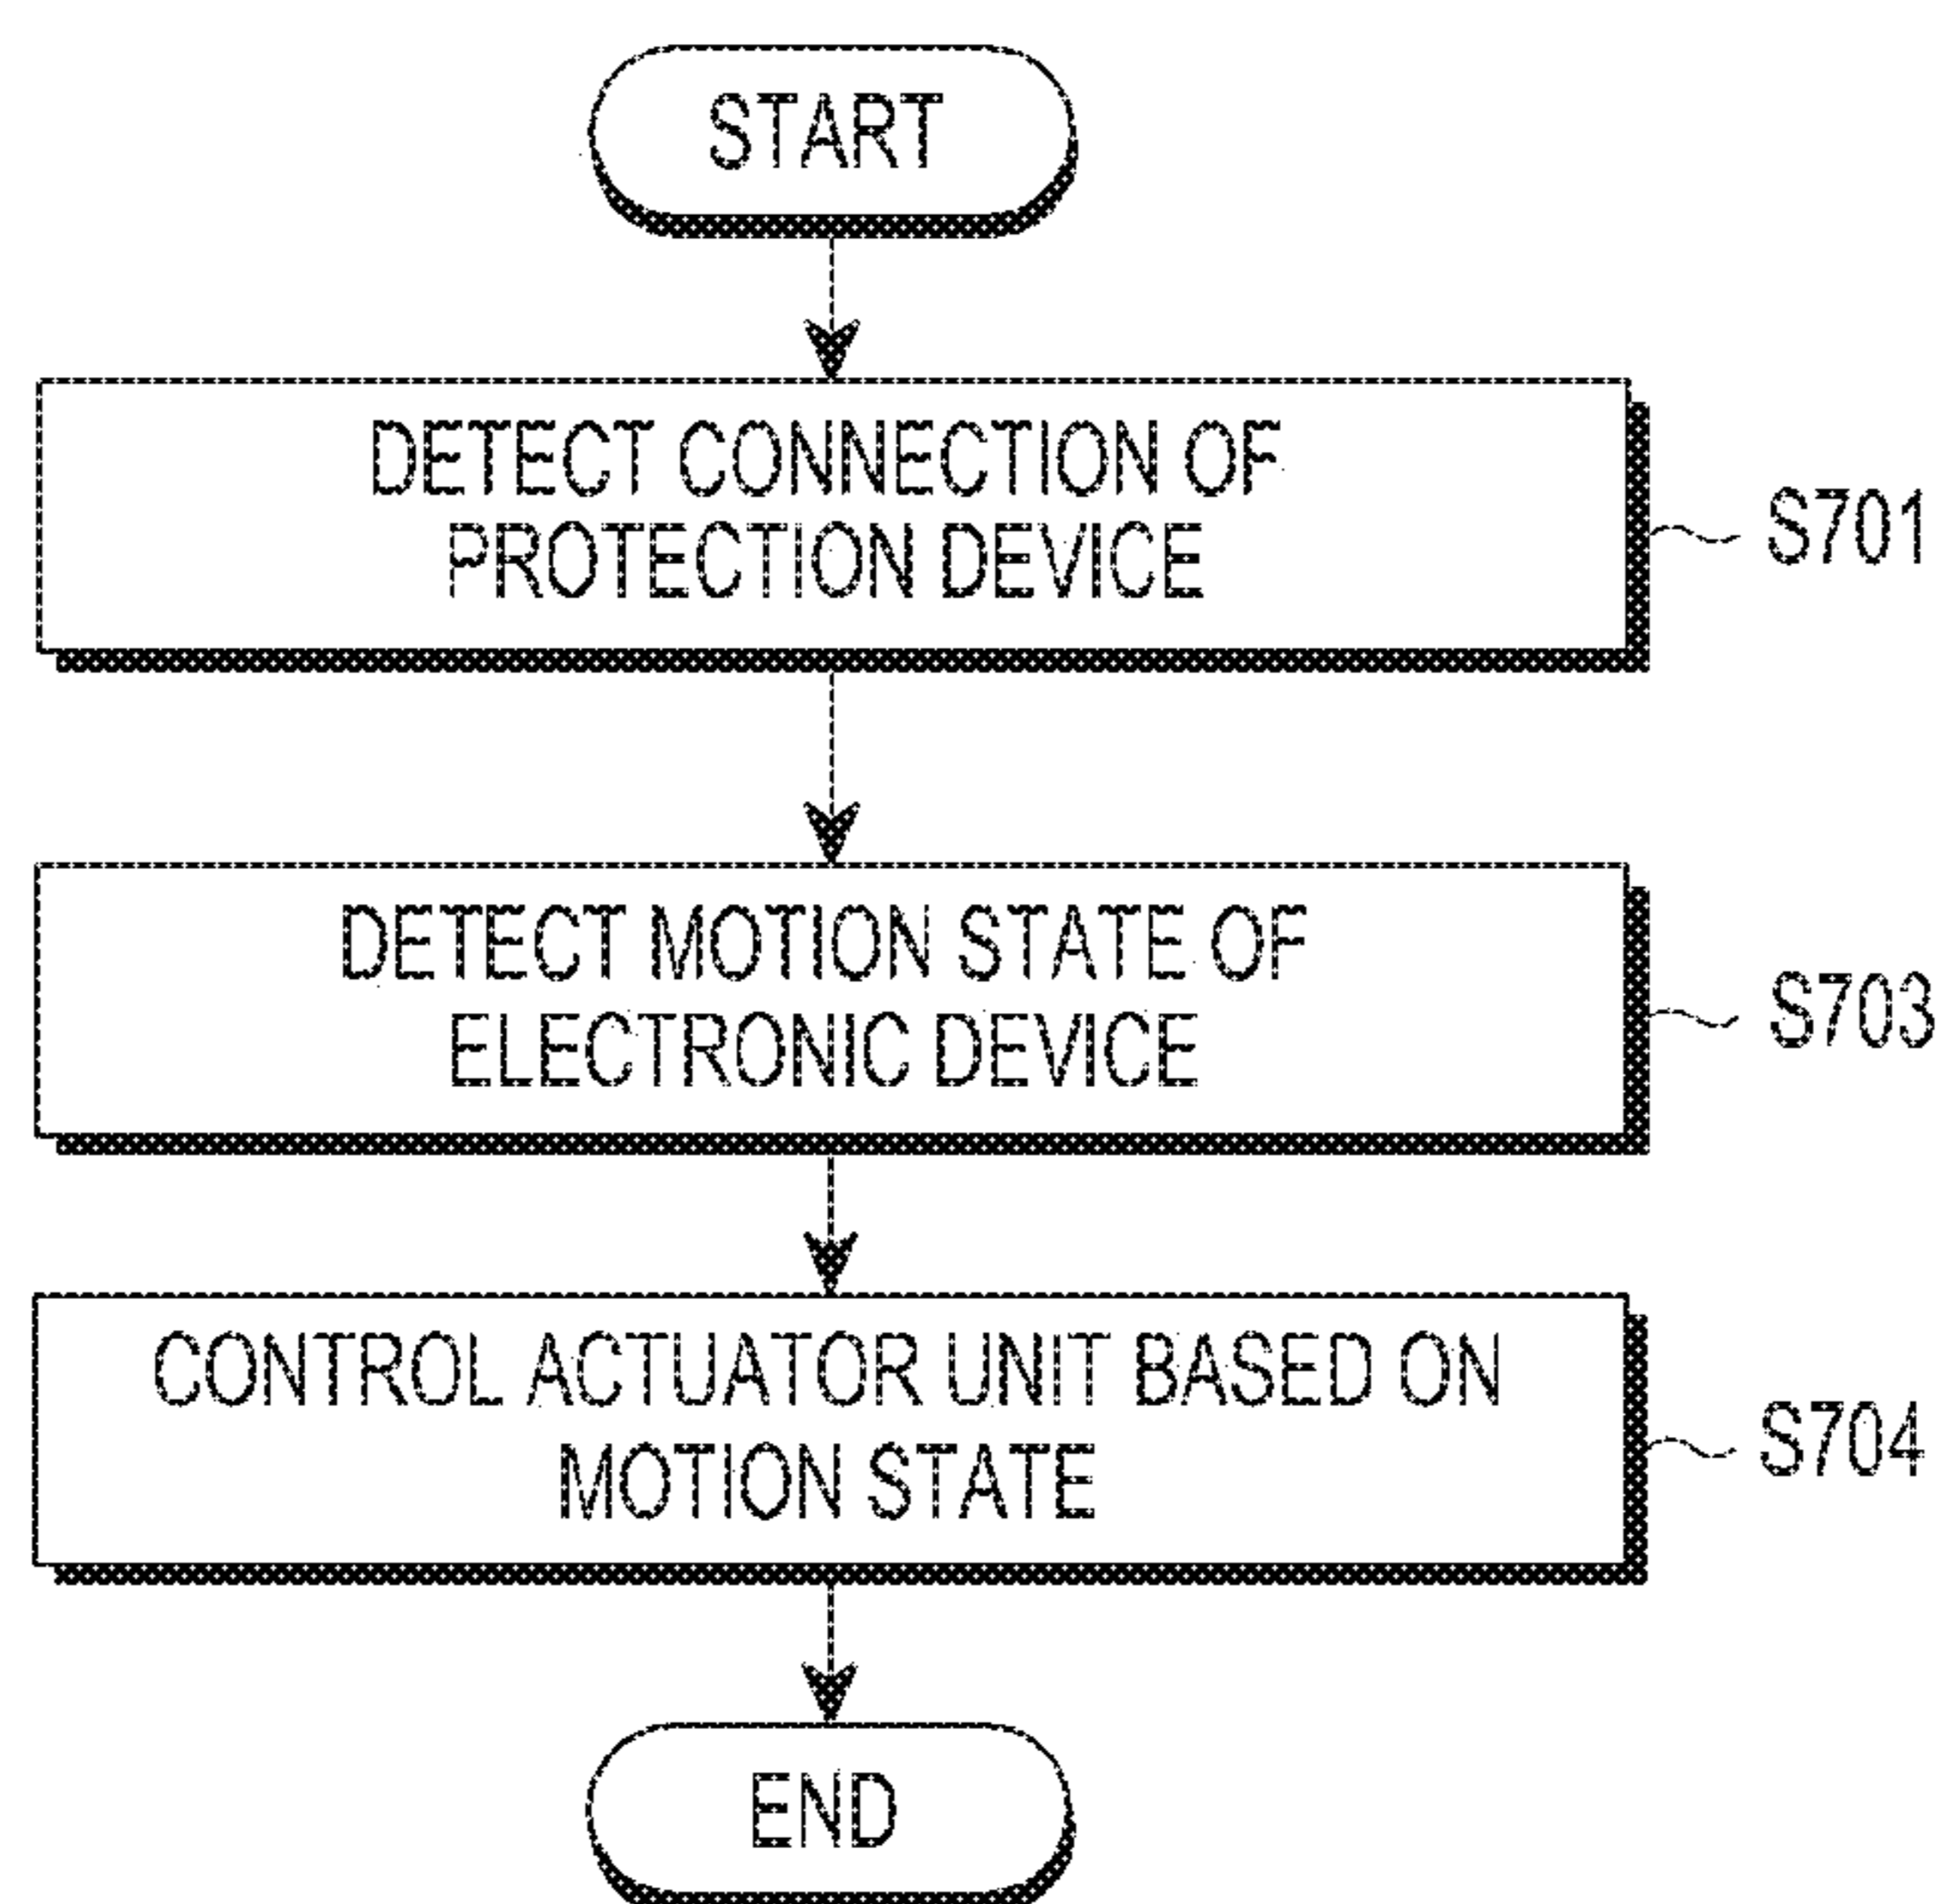 START
DETECT CONNECTION OF
PROTECTION DEVICE
S701
DETECT MOTION STATE OF
ELECTRONIC DEVICE
S703
CONTROL ACTUATOR UNIT BASED ON
MOTION STATE
S704
END